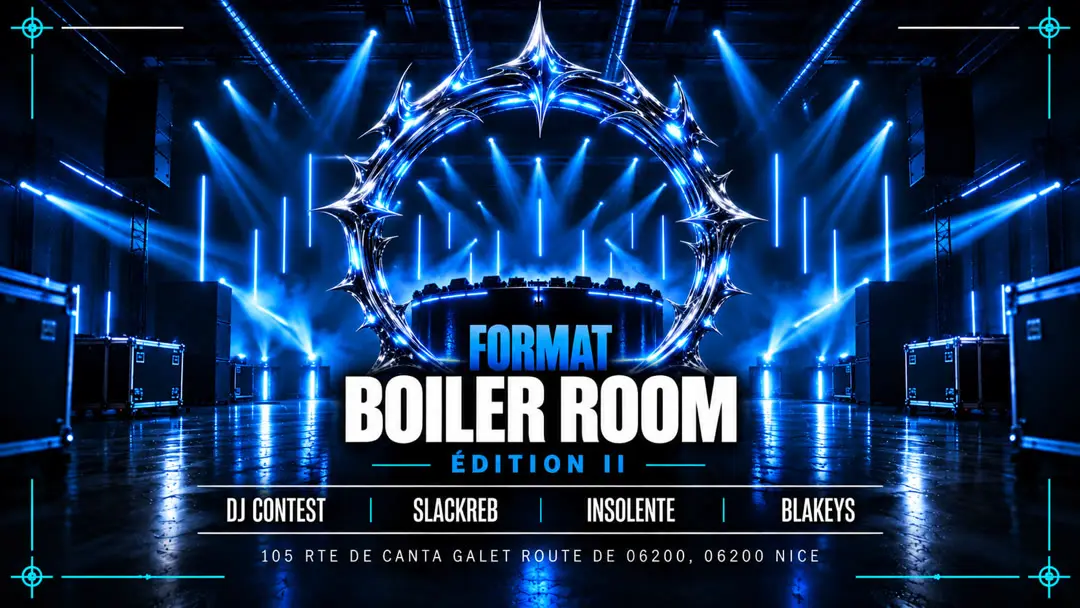 FORMAT
BOILER ROOM
ÉDITION II
DJ CONTEST | SLACKREB | INSOLENTE | BLAKEYS
105 RTE DE CANTA GALET ROUTE DE 06200, 06200 NICE